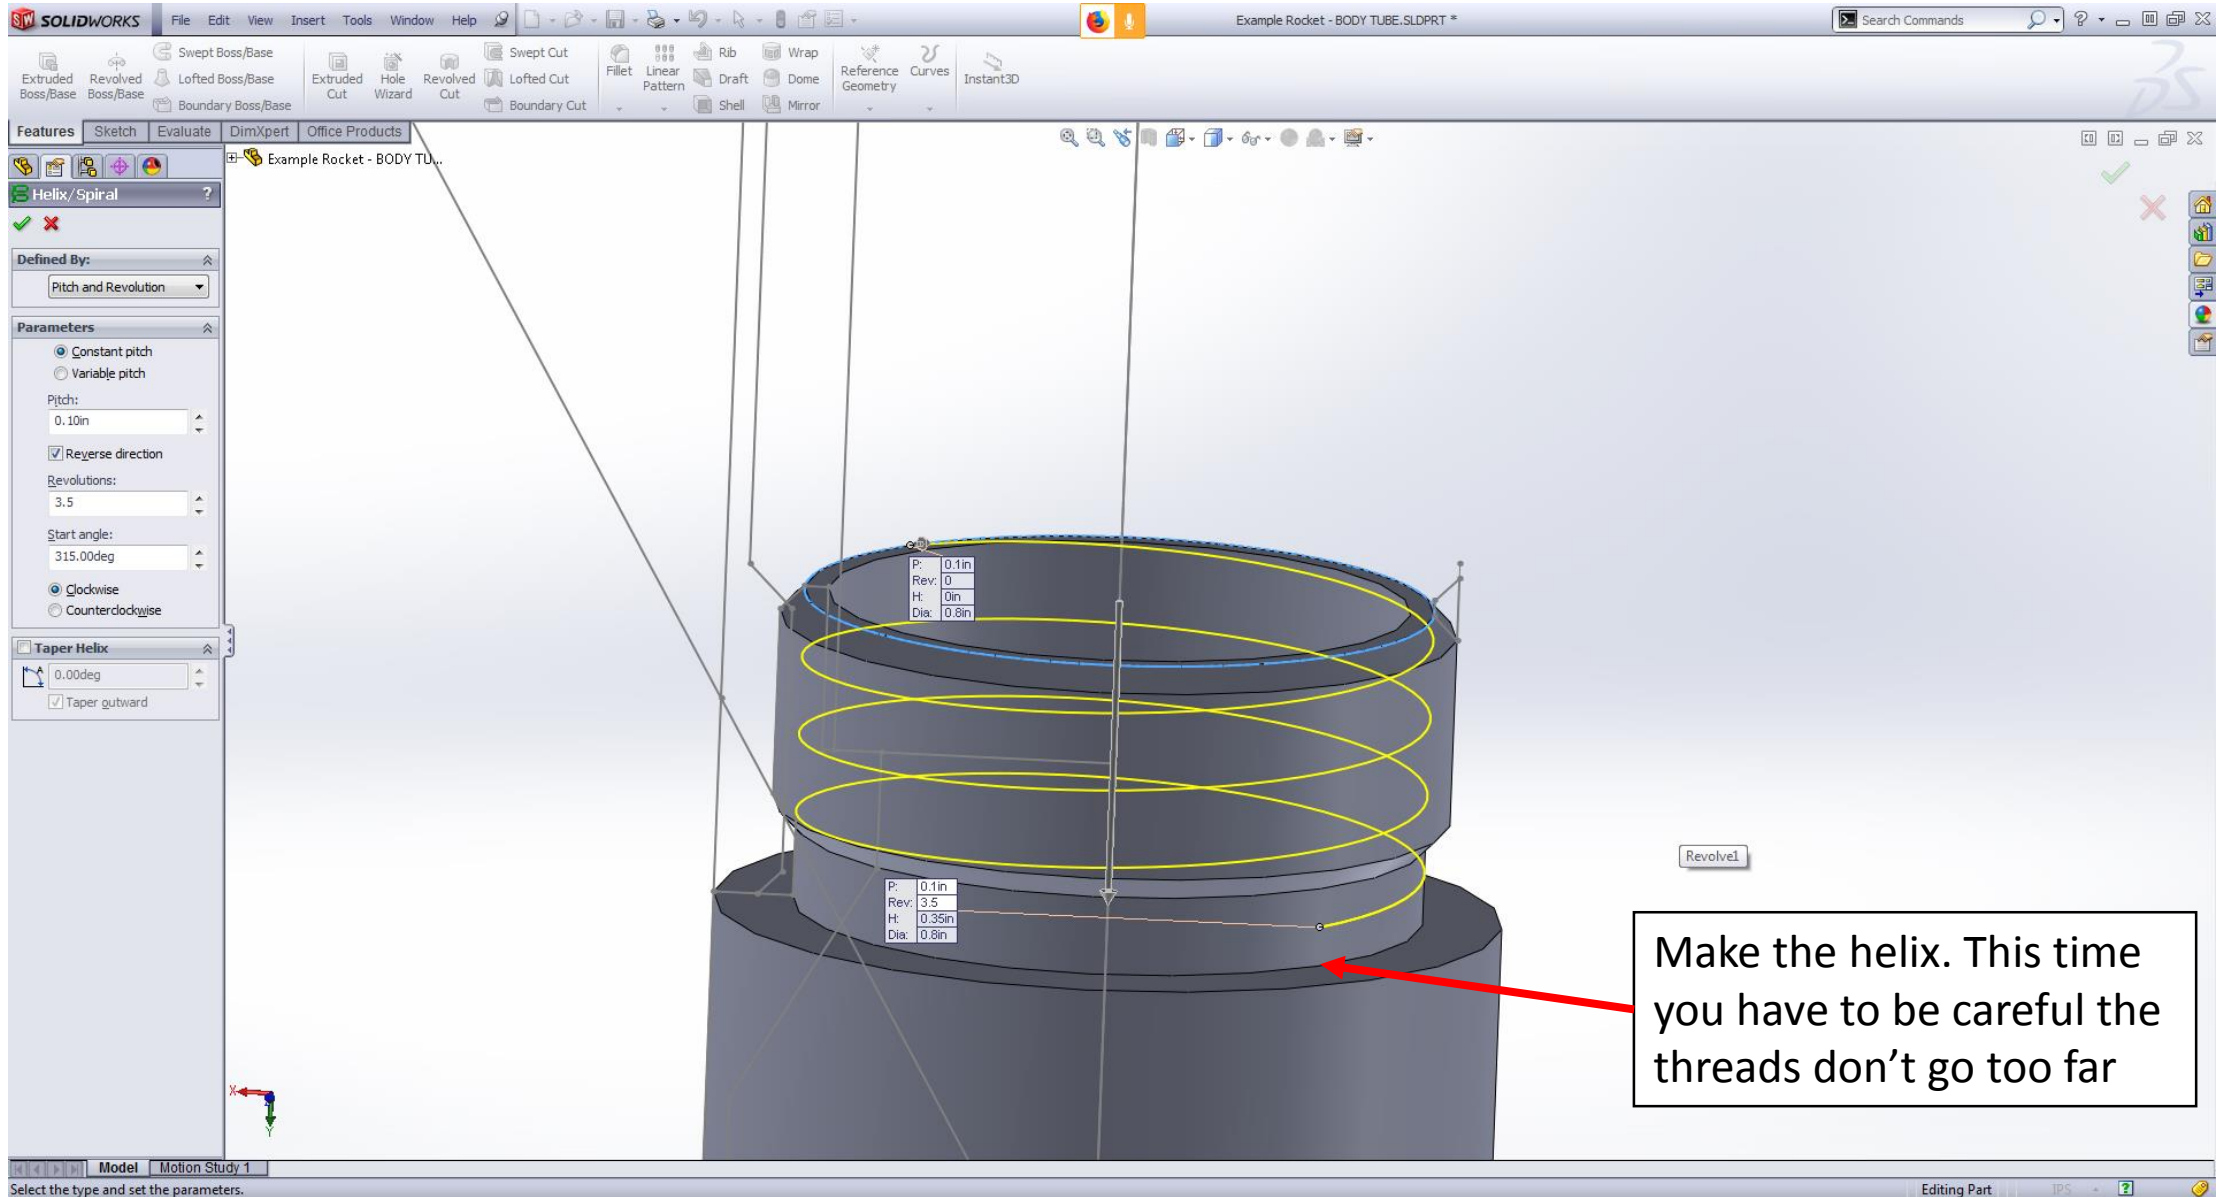 SW SOLIDWORKS File Edit View Insert Tools Window Help
Example Rocket - BODY TUBE.SLDPRT *
Search Commands
?
Extruded Boss/Base
Revolved Boss/Base
Swept Boss/Base
Lofted Boss/Base
Boundary Boss/Base
Extruded Cut
Hole Wizard
Revolved Cut
Swept Cut
Lofted Cut
Boundary Cut
Fillet
Linear Pattern
Rib
Draft
Shell
Wrap
Dome
Mirror
Reference Geometry
Curves
Instant3D
Features Sketch Evaluate DimXpert Office Products
Example Rocket - BODY TU...
Helix/Spiral ?
Defined By:
Pitch and Revolution
Parameters
Constant pitch
Variable pitch
Pitch:
0.10in
Reverse direction
Revolutions:
3.5
Start angle:
315.00deg
Clockwise
Counterclockwise
Taper Helix
0.00deg
Taper outward
P: 0.1in
Rev: 0
H: 0in
Dia: 0.8in
P: 0.1in
Rev: 3.5
H: 0.35in
Dia: 0.8in
Revolve1
Make the helix. This time
you have to be careful the
threads don’t go too far
X
Y
Model Motion Study 1
Select the type and set the parameters.
Editing Part
IPS
?